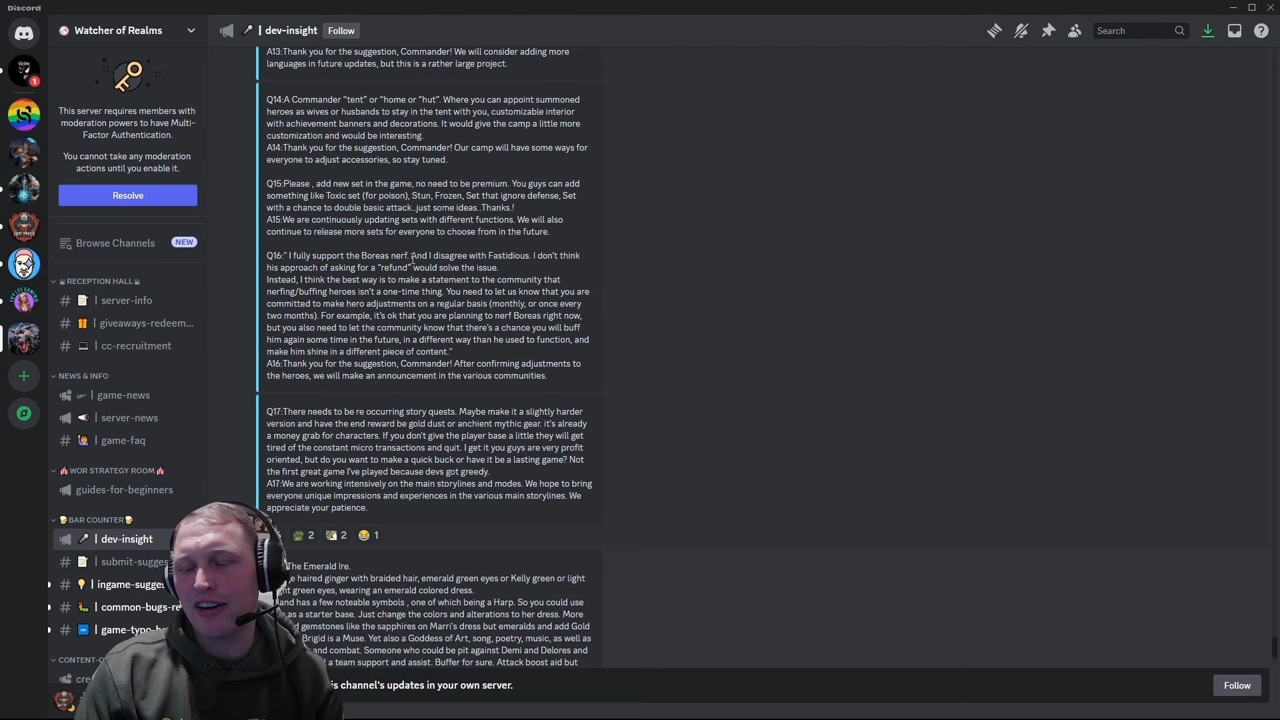 Discord
Watcher of Realms
This server requires members with
moderation powers to have Multi-
Factor Authentication.
You cannot take any moderation
actions until you enable it.
Resolve
Browse Channels
NEW
RECEPTION HALL
server-info
giveaways-redeem...
cc-recruitment
NEWS & INFO
game-news
server-news
game-faq
WOR STRATEGY ROOM
guides-for-beginners
BAR COUNTER
dev-insight
submit-sugge
ingame-sugges
common-bugs-re
game-typo-b
CONTENT-
1
dev-insight
Follow
Search
A13:Thank you for the suggestion, Commander! We will consider adding more
languages in future updates, but this is a rather large project.
Q14:A Commander “tent” or “home or “hut”. Where you can appoint summoned
heroes as wives or husbands to stay in the tent with you, customizable interior
with achievement banners and decorations. It would give the camp a little more
customization and would be interesting.
A14:Thank you for the suggestion, Commander! Our camp will have some ways for
everyone to adjust accessories, so stay tuned.
Q15:Please , add new set in the game, no need to be premium. You guys can add
something like Toxic set (for poison), Stun, Frozen, Set that ignore defense, Set
with a chance to double basic attack..just some ideas..Thanks.!
A15:We are continuously updating sets with different functions. We will also
continue to release more sets for everyone to choose from in the future.
Q16:" I fully support the Boreas nerf. And I disagree with Fastidious. I don’t think
his approach of asking for a “refund” would solve the issue.
Instead, I think the best way is to make a statement to the community that
nerfing/buffing heroes isn’t a one-time thing. You need to let us know that you are
committed to make hero adjustments on a regular basis (monthly, or once every
two months). For example, it’s ok that you are planning to nerf Boreas right now,
but you also need to let the community know that there’s a chance you will buff
him again some time in the future, in a different way than he used to function, and
make him shine in a different piece of content."
A16:Thank you for the suggestion, Commander! After confirming adjustments to
the heroes, we will make an announcement in the various communities.
Q17:There needs to be re occurring story quests. Maybe make it a slightly harder
version and have the end reward be gold dust or anchient mythic gear. it’s already
a money grab for characters. If you don’t give the player base a little they will get
tired of the constant micro transactions and quit. I get it you guys are very profit
oriented, but do you want to make a quick buck or have it be a lasting game? Not
the first great game I’ve played because devs got greedy.
A17:We are working intensively on the main storylines and modes. We hope to bring
everyone unique impressions and experiences in the various main storylines. We
appreciate your patience.
2
2
1
The Emerald Ire.
haired ginger with braided hair, emerald green eyes or Kelly green or light
green eyes, wearing an emerald colored dress.
has a few noteable symbols , one of which being a Harp. So you could use
as a starter base. Just change the colors and alterations to her dress. More
gemstones like the sapphires on Marri’s dress but emeralds and add Gold
Brigid is a Muse. Yet also a Goddess of Art, song, poetry, music, as well as
and combat. Someone who could be pit against Demi and Delores and
a team support and assist. Buffer for sure. Attack boost aid but
is channel's updates in your own server.
Follow